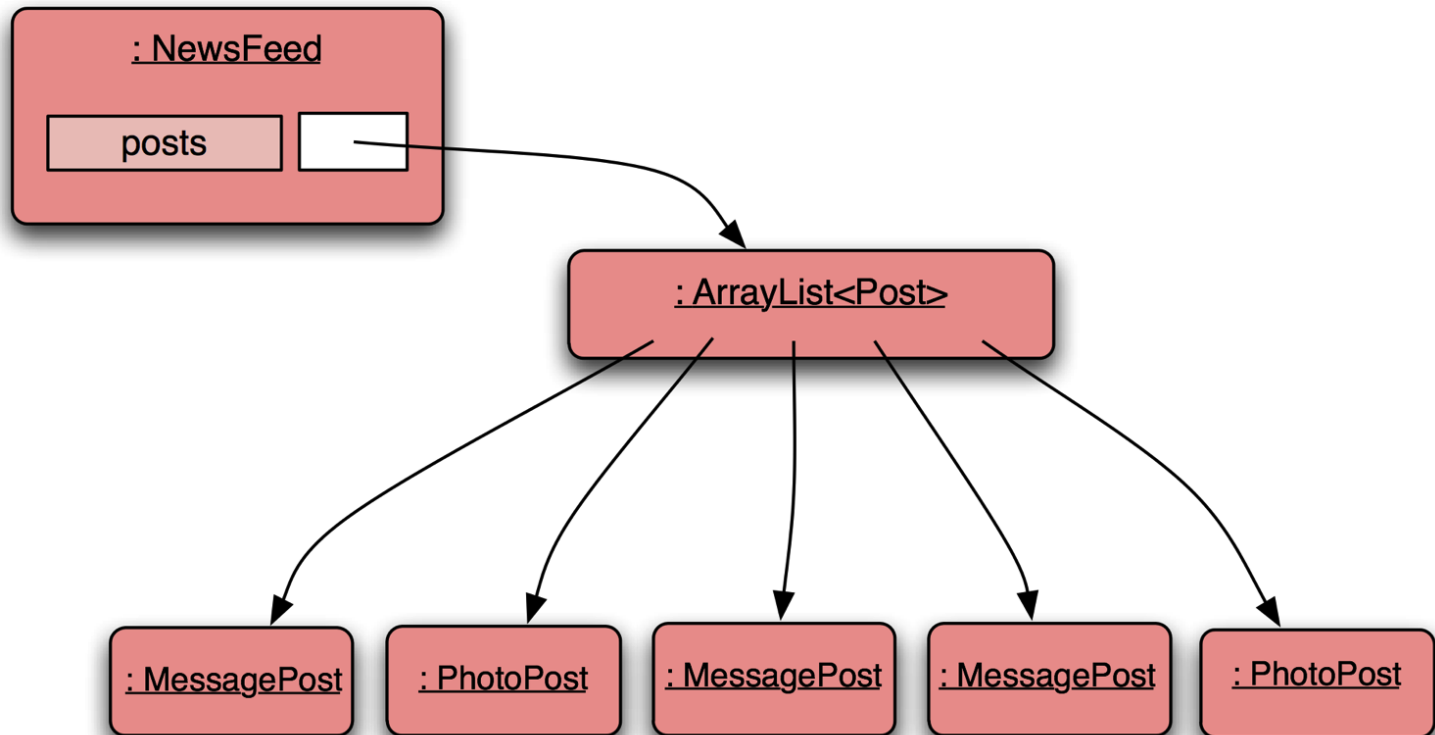 : NewsFeed
posts
: ArrayList<Post>
: MessagePost
: PhotoPost
: MessagePost
: MessagePost
: PhotoPost